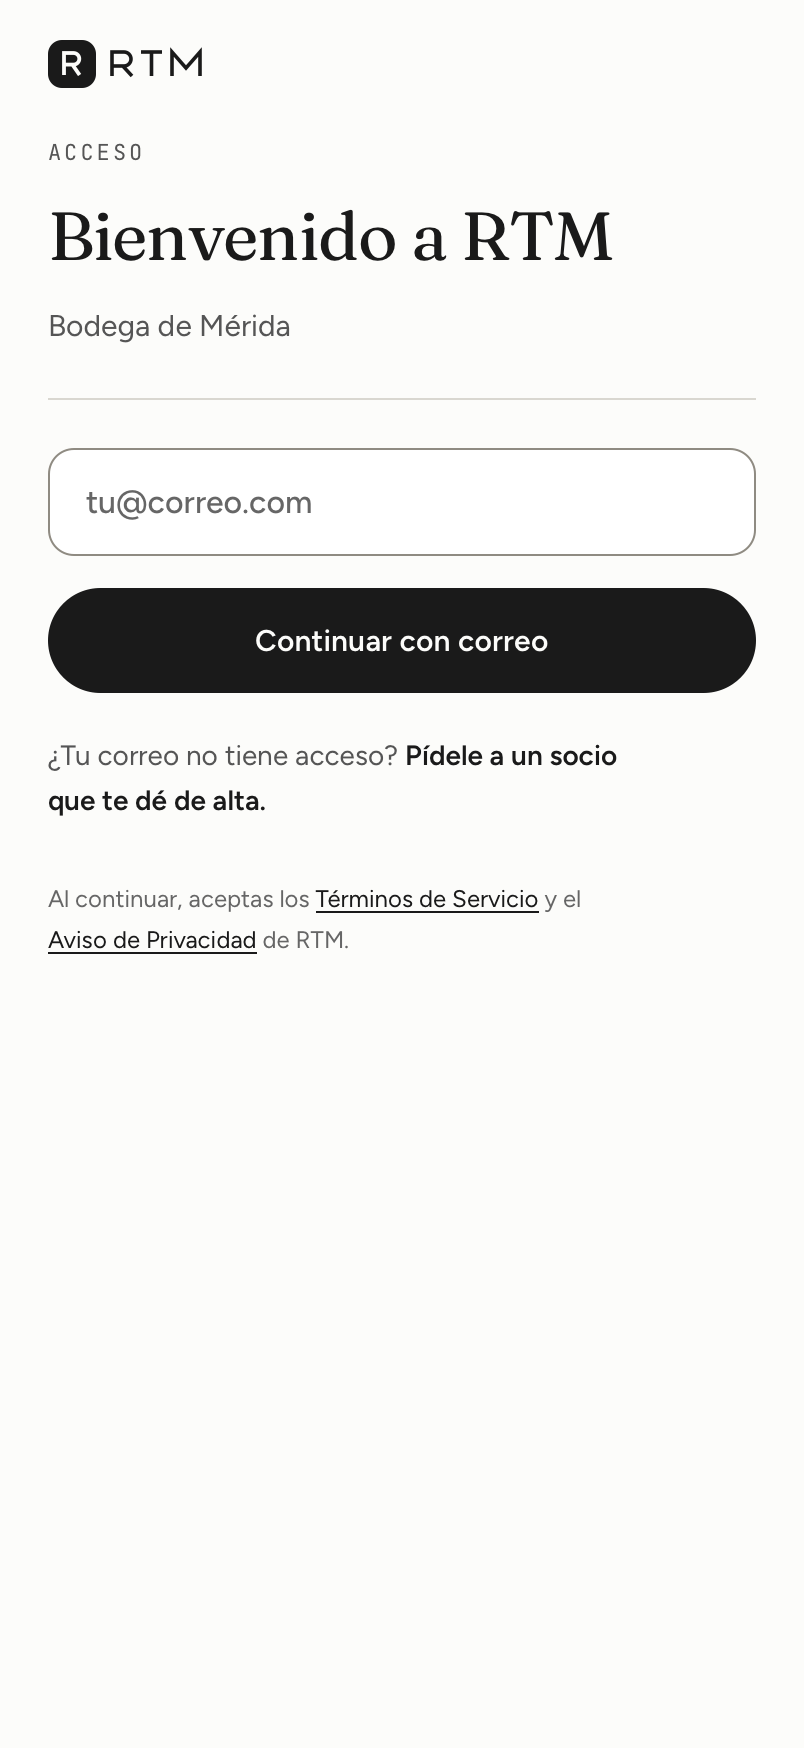 R RTM
ACCESO
Bienvenido a RTM
Bodega de Mérida
tu@correo.com
Continuar con correo
¿Tu correo no tiene acceso? Pídele a un socio
que te dé de alta.
Al continuar, aceptas los Términos de Servicio y el
Aviso de Privacidad de RTM.